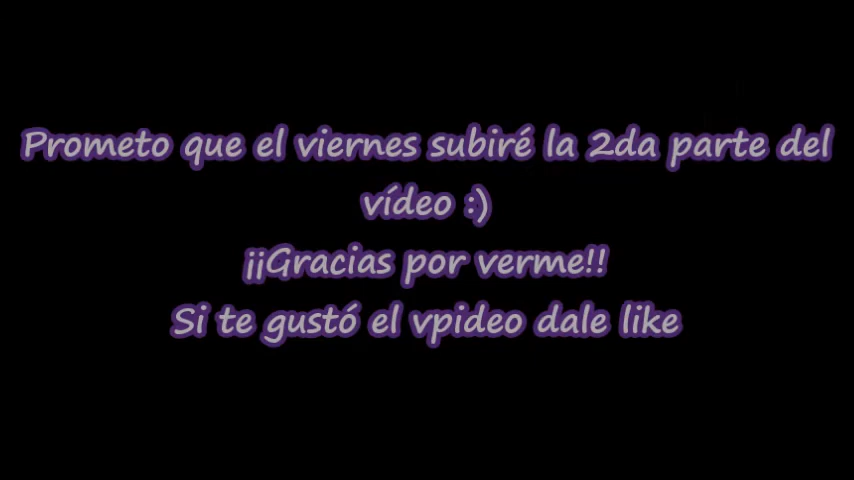 Prometo que el viernes subiré la 2da parte del
vídeo :)
¡¡Gracias por verme!!
Si te gustó el vpideo dale like